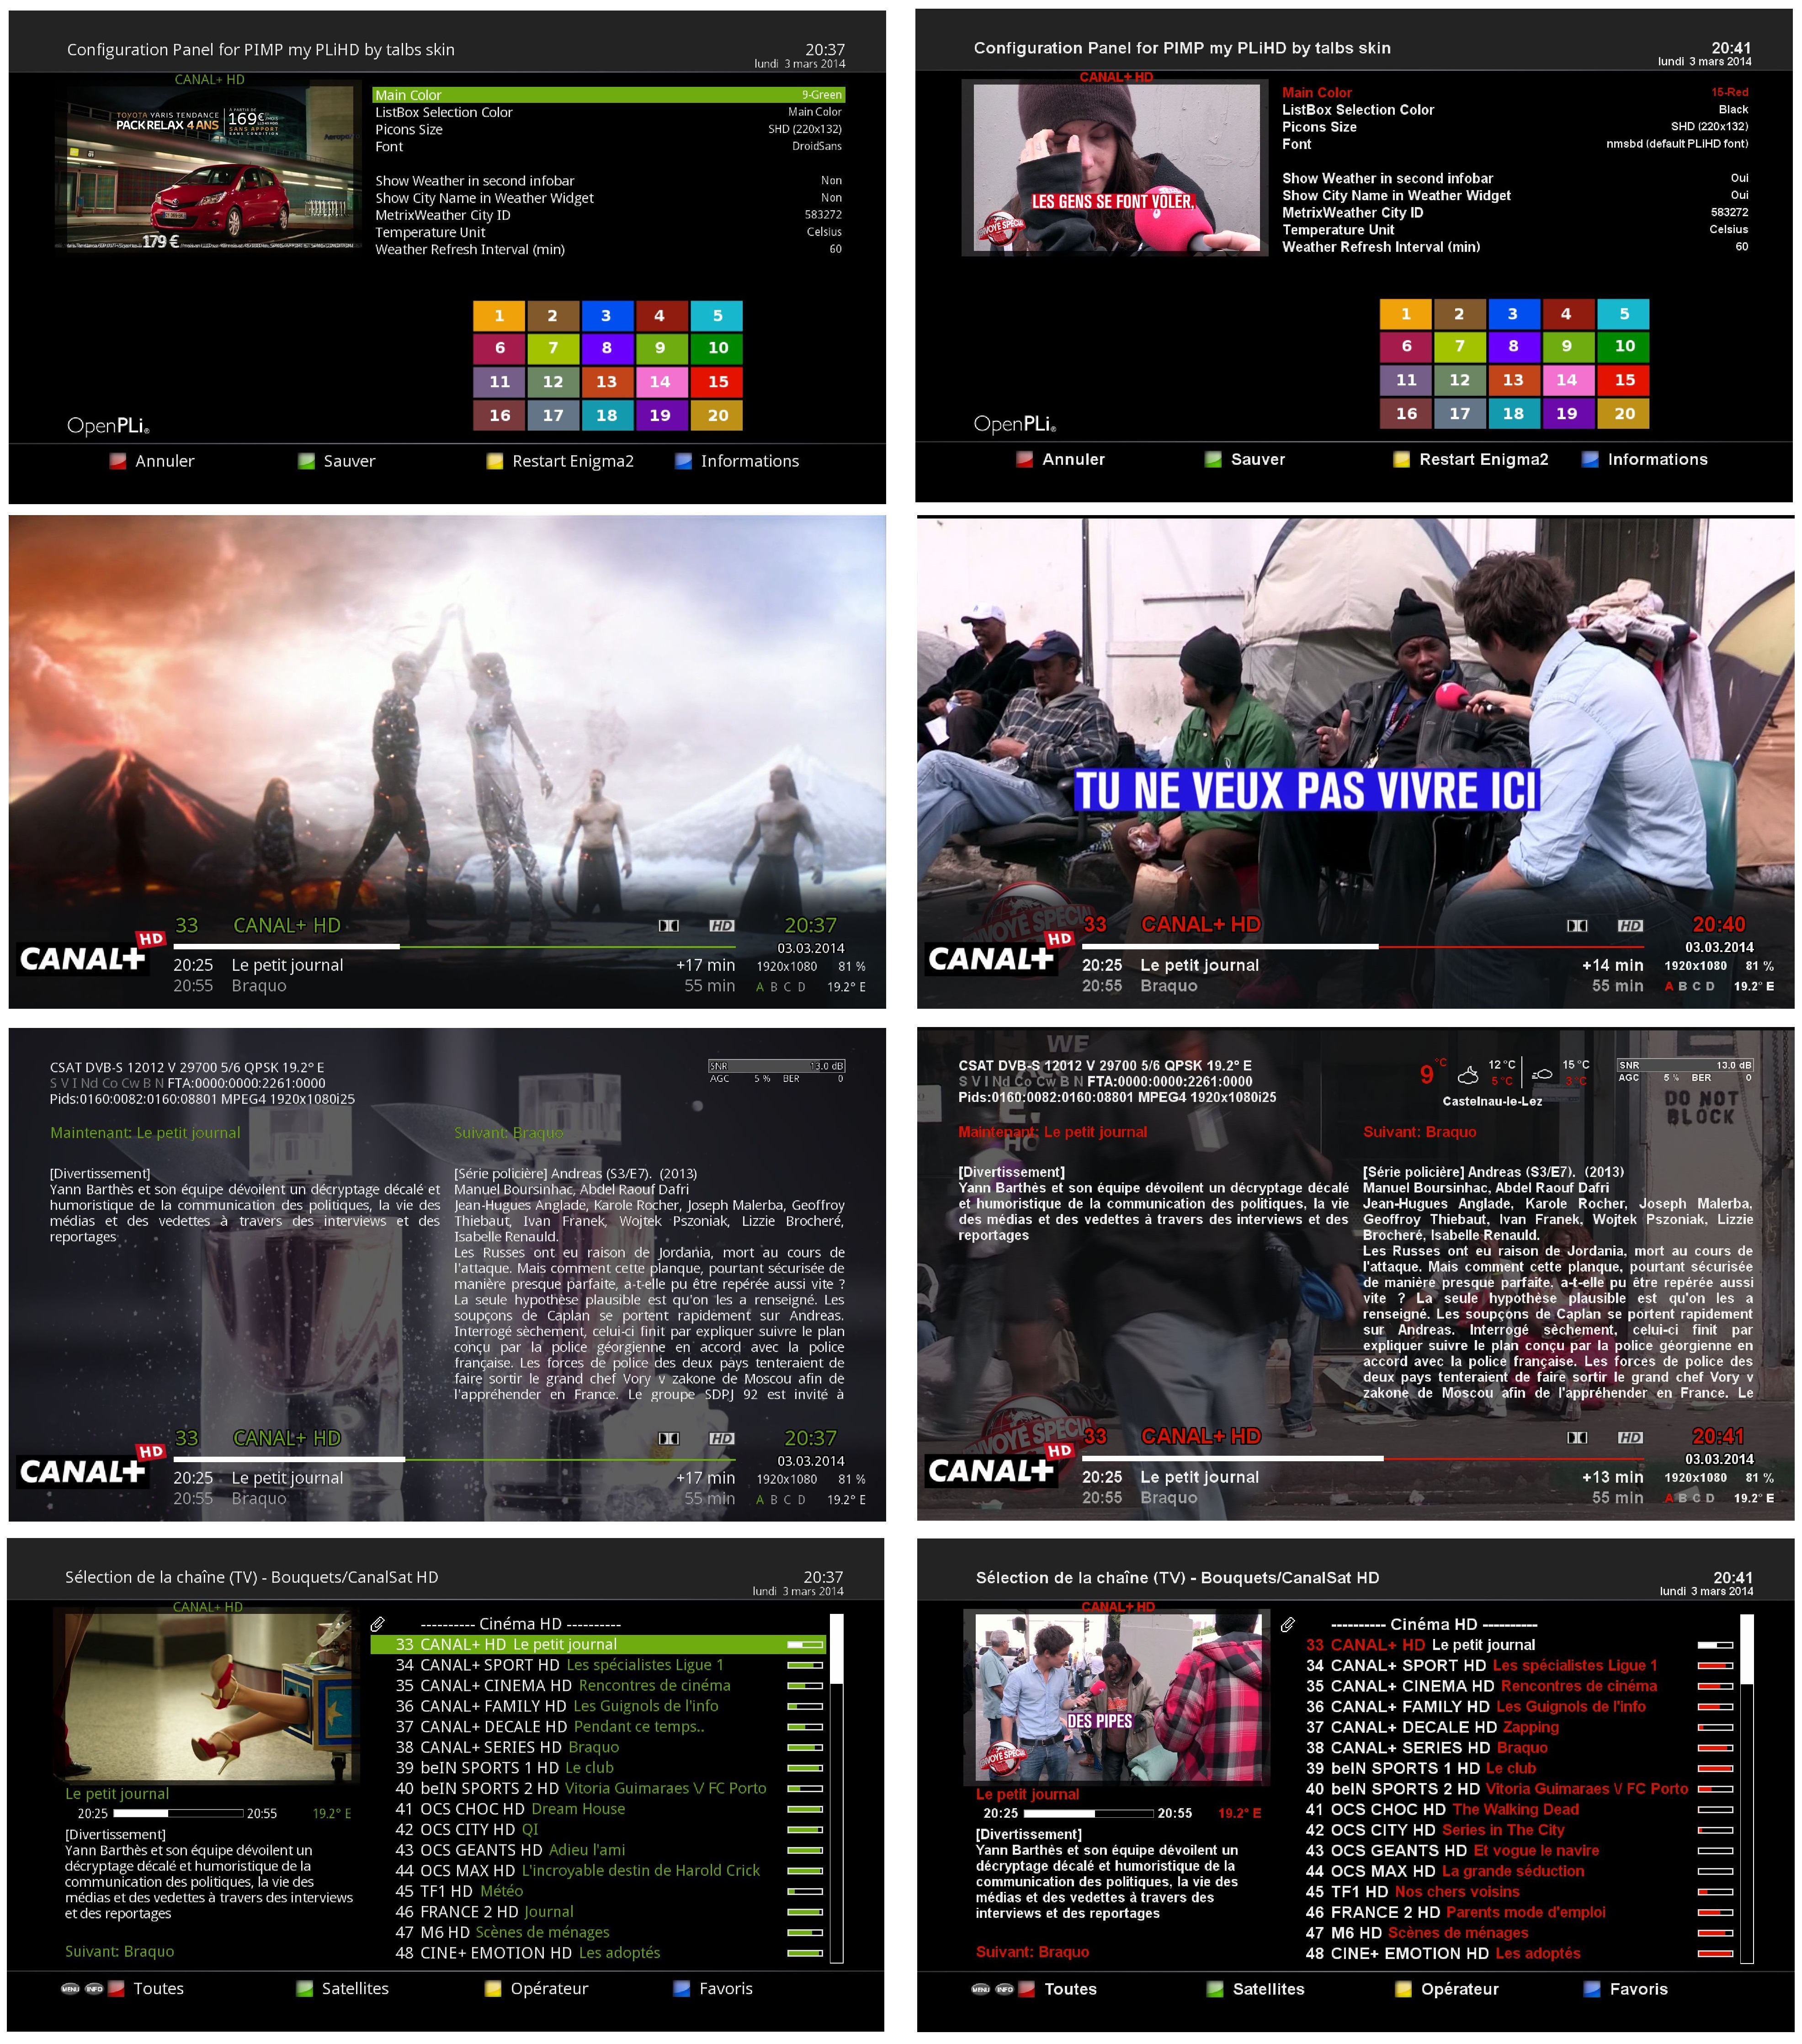 Configuration Panel for PIMP my PLiHD by talbs skin
20:37
lundi 3 mars 2014
CANAL+ HD
TOYOTA YARIS TENDANCE
PACK RELAX 4 ANS
À PARTIR DE
169€
SANS APPORT
SANS CONDITION
179 €
Main Color 9-Green
ListBox Selection Color Main Color
Picons Size SHD (220x132)
Font DroidSans
Show Weather in second infobar Non
Show City Name in Weather Widget Non
MetrixWeather City ID 583272
Temperature Unit Celsius
Weather Refresh Interval (min) 60
1 2 3 4 5
6 7 8 9 10
11 12 13 14 15
16 17 18 19 20
OpenPLi®
Annuler Sauver Restart Enigma2 Informations
Configuration Panel for PIMP my PLiHD by talbs skin
20:41
lundi 3 mars 2014
CANAL+ HD
LES GENS SE FONT VOLER,
Main Color 15-Red
ListBox Selection Color Black
Picons Size SHD (220x132)
Font nmsbd (default PLiHD font)
Show Weather in second infobar Oui
Show City Name in Weather Widget Oui
MetrixWeather City ID 583272
Temperature Unit Celsius
Weather Refresh Interval (min) 60
1 2 3 4 5
6 7 8 9 10
11 12 13 14 15
16 17 18 19 20
OpenPLi®
Annuler Sauver Restart Enigma2 Informations
33 CANAL+ HD HD 20:37
CANAL+ HD
03.03.2014
20:25 Le petit journal +17 min 1920x1080 81 %
20:55 Braquo 55 min A B C D 19.2° E
TU NE VEUX PAS VIVRE ICI
33 CANAL+ HD HD 20:40
CANAL+ HD
03.03.2014
20:25 Le petit journal +14 min 1920x1080 81 %
20:55 Braquo 55 min A B C D 19.2° E
CSAT DVB-S 12012 V 29700 5/6 QPSK 19.2° E
S V I Nd Co Cw B N FTA:0000:0000:2261:0000
Pids:0160:0082:0160:08801 MPEG4 1920x1080i25
SNR 13.0 dB
AGC 5 % BER 0
Maintenant: Le petit journal
[Divertissement]
Yann Barthès et son équipe dévoilent un décryptage décalé et
humoristique de la communication des politiques, la vie des
médias et des vedettes à travers des interviews et des
reportages
Suivant: Braquo
[Série policière] Andreas (S3/E7). (2013)
Manuel Boursinhac, Abdel Raouf Dafri
Jean-Hugues Anglade, Karole Rocher, Joseph Malerba, Geoffroy
Thiebaut, Ivan Franek, Wojtek Pszoniak, Lizzie Brocheré,
Isabelle Renauld.
Les Russes ont eu raison de Jordania, mort au cours de
l'attaque. Mais comment cette planque, pourtant sécurisée de
manière presque parfaite, a-t-elle pu être repérée aussi vite ?
La seule hypothèse plausible est qu'on les a renseigné. Les
soupçons de Caplan se portent rapidement sur Andreas.
Interrogé sèchement, celui-ci finit par expliquer suivre le plan
conçu par la police géorgienne en accord avec la police
française. Les forces de police des deux pays tenteraient de
faire sortir le grand chef Vory v zakone de Moscou afin de
l'appréhender en France. Le groupe SDPJ 92 est invité à
33 CANAL+ HD HD 20:37
CANAL+ HD
03.03.2014
20:25 Le petit journal +17 min 1920x1080 81 %
20:55 Braquo 55 min A B C D 19.2° E
CSAT DVB-S 12012 V 29700 5/6 QPSK 19.2° E
S V I Nd Co Cw B N FTA:0000:0000:2261:0000
Pids:0160:0082:0160:08801 MPEG4 1920x1080i25
9 °C 12 °C 5 °C 15 °C 3 °C
Castelnau-le-Lez
SNR 13.0 dB
AGC 5 % BER 0
WE
DO NOT
BLOCK
Maintenant: Le petit journal
[Divertissement]
Yann Barthès et son équipe dévoilent un décryptage décalé
et humoristique de la communication des politiques, la vie
des médias et des vedettes à travers des interviews et des
reportages
Suivant: Braquo
[Série policière] Andreas (S3/E7). (2013)
Manuel Boursinhac, Abdel Raouf Dafri
Jean-Hugues Anglade, Karole Rocher, Joseph Malerba,
Geoffroy Thiebaut, Ivan Franek, Wojtek Pszoniak, Lizzie
Brocheré, Isabelle Renauld.
Les Russes ont eu raison de Jordania, mort au cours de
l'attaque. Mais comment cette planque, pourtant sécurisée
de manière presque parfaite, a-t-elle pu être repérée aussi
vite ? La seule hypothèse plausible est qu'on les a
renseigné. Les soupçons de Caplan se portent rapidement
sur Andreas. Interrogé sèchement, celui-ci finit par
expliquer suivre le plan conçu par la police géorgienne en
accord avec la police française. Les forces de police des
deux pays tenteraient de faire sortir le grand chef Vory v
zakone de Moscou afin de l'appréhender en France. Le
33 CANAL+ HD HD 20:41
CANAL+ HD
03.03.2014
20:25 Le petit journal +13 min 1920x1080 81 %
20:55 Braquo 55 min A B C D 19.2° E
Sélection de la chaîne (TV) - Bouquets/CanalSat HD
20:37
lundi 3 mars 2014
CANAL+ HD
Le petit journal
20:25 20:55 19.2° E
[Divertissement]
Yann Barthès et son équipe dévoilent un
décryptage décalé et humoristique de la
communication des politiques, la vie des
médias et des vedettes à travers des interviews
et des reportages
Suivant: Braquo
---------- Cinéma HD ----------
33 CANAL+ HD Le petit journal
34 CANAL+ SPORT HD Les spécialistes Ligue 1
35 CANAL+ CINEMA HD Rencontres de cinéma
36 CANAL+ FAMILY HD Les Guignols de l'info
37 CANAL+ DECALE HD Pendant ce temps..
38 CANAL+ SERIES HD Braquo
39 beIN SPORTS 1 HD Le club
40 beIN SPORTS 2 HD Vitoria Guimaraes \/ FC Porto
41 OCS CHOC HD Dream House
42 OCS CITY HD QI
43 OCS GEANTS HD Adieu l'ami
44 OCS MAX HD L'incroyable destin de Harold Crick
45 TF1 HD Météo
46 FRANCE 2 HD Journal
47 M6 HD Scènes de ménages
48 CINE+ EMOTION HD Les adoptés
MENU INFO Toutes Satellites Opérateur Favoris
Sélection de la chaîne (TV) - Bouquets/CanalSat HD
20:41
lundi 3 mars 2014
CANAL+ HD
DES PIPES
Le petit journal
20:25 20:55 19.2° E
[Divertissement]
Yann Barthès et son équipe dévoilent un
décryptage décalé et humoristique de la
communication des politiques, la vie des
médias et des vedettes à travers des
interviews et des reportages
Suivant: Braquo
---------- Cinéma HD ----------
33 CANAL+ HD Le petit journal
34 CANAL+ SPORT HD Les spécialistes Ligue 1
35 CANAL+ CINEMA HD Rencontres de cinéma
36 CANAL+ FAMILY HD Les Guignols de l'info
37 CANAL+ DECALE HD Zapping
38 CANAL+ SERIES HD Braquo
39 beIN SPORTS 1 HD Le club
40 beIN SPORTS 2 HD Vitoria Guimaraes \/ FC Porto
41 OCS CHOC HD The Walking Dead
42 OCS CITY HD Series in The City
43 OCS GEANTS HD Et vogue le navire
44 OCS MAX HD La grande séduction
45 TF1 HD Nos chers voisins
46 FRANCE 2 HD Parents mode d'emploi
47 M6 HD Scènes de ménages
48 CINE+ EMOTION HD Les adoptés
MENU INFO Toutes Satellites Opérateur Favoris